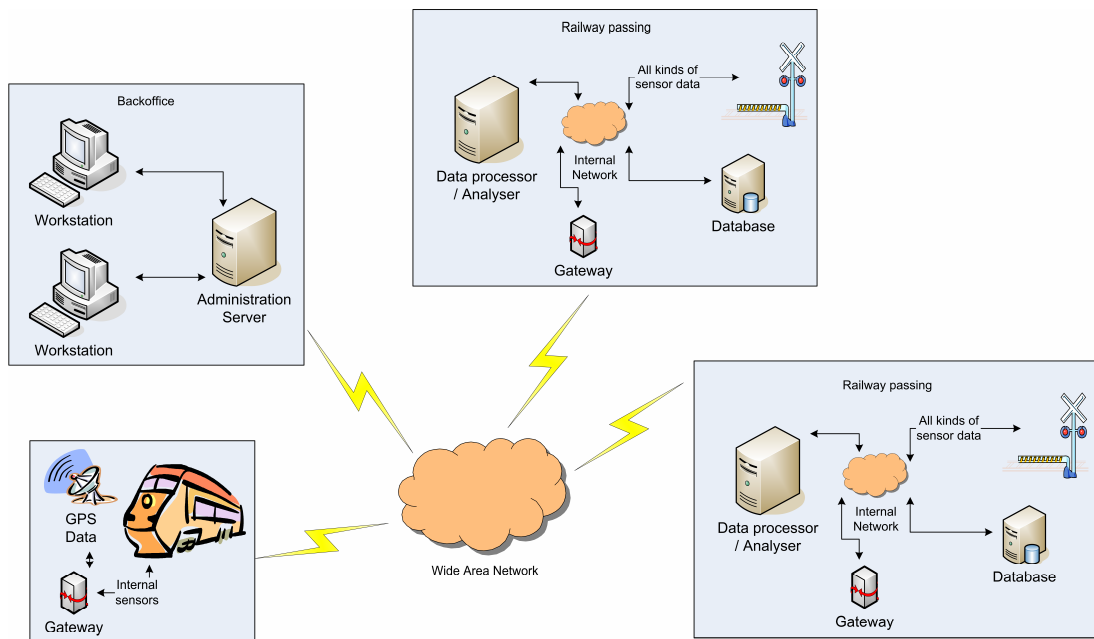 Railway passing
All kinds of
sensor data
Data processor
/ Analyser
Internal
Network
Database
Gateway
Backoffice
Workstation
Workstation
Administration
Server
Railway passing
All kinds of
sensor data
Data processor
/ Analyser
Internal
Network
Database
Gateway
GPS
Data
Internal
sensors
Gateway
Wide Area Network